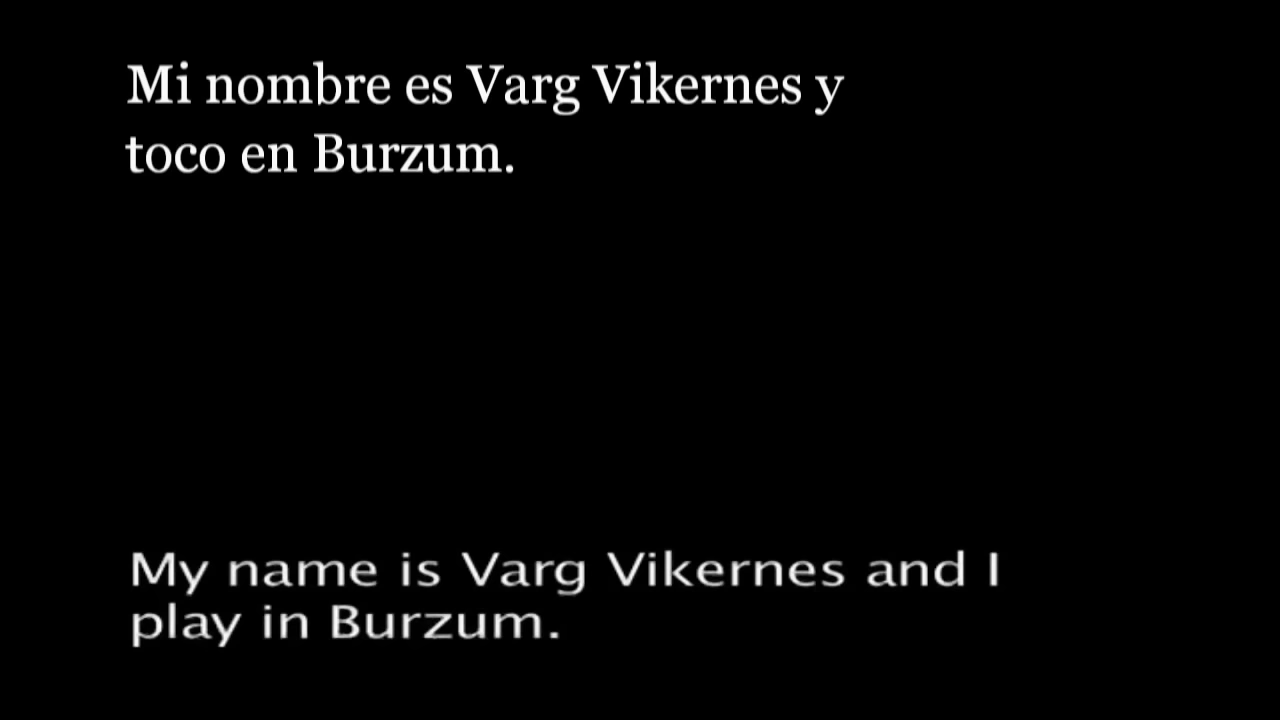 Mi nombre es Varg Vikernes y
toco en Burzum.
My name is Varg Vikernes and I
play in Burzum.